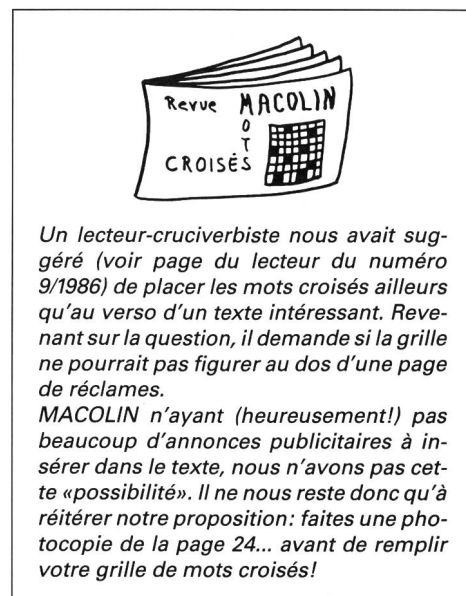 Revue MACOLIN
MOTS
CROISÉS
Un lecteur-cruciverbiste nous avait sug-
géré (voir page du lecteur du numéro
9/1986) de placer les mots croisés ailleurs
qu'au verso d'un texte intéressant. Reve-
nant sur la question, il demande si la grille
ne pourrait pas figurer au dos d'une page
de réclames.
MACOLIN n'ayant (heureusement!) pas
beaucoup d'annonces publicitaires à in-
sérer dans le texte, nous n'avons pas cet-
te «possibilité». Il ne nous reste donc qu'à
réitérer notre proposition: faites une pho-
tocopie de la page 24... avant de remplir
votre grille de mots croisés!